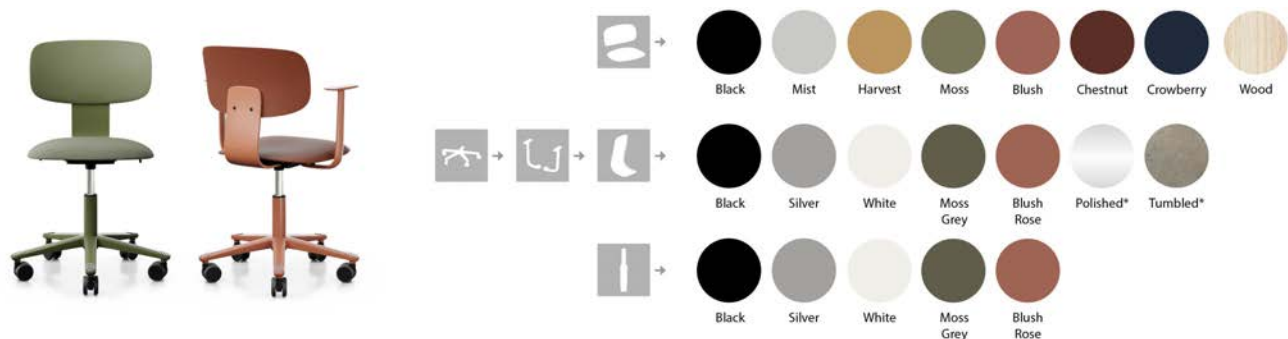 Black Mist Harvest Moss Blush Chestnut Crowberry Wood
Black Silver White Moss Grey Blush Rose Polished* Tumbled*
Black Silver White Moss Grey Blush Rose